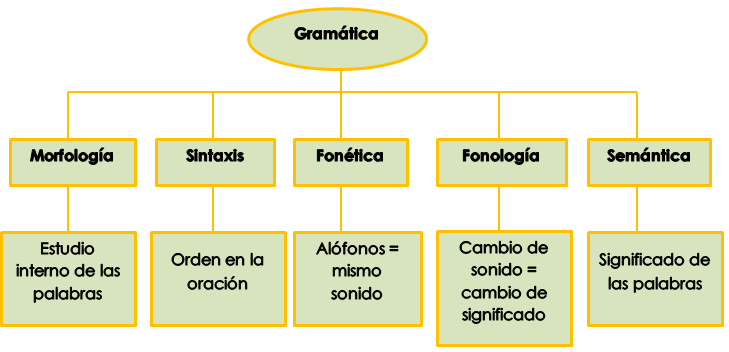 Gramática
Morfología
Sintaxis
Fonética
Fonología
Semántica
Estudio
interno de las
palabras
Orden en la
oración
Alófonos =
mismo
sonido
Cambio de
sonido =
cambio de
significado
Significado de
las palabras